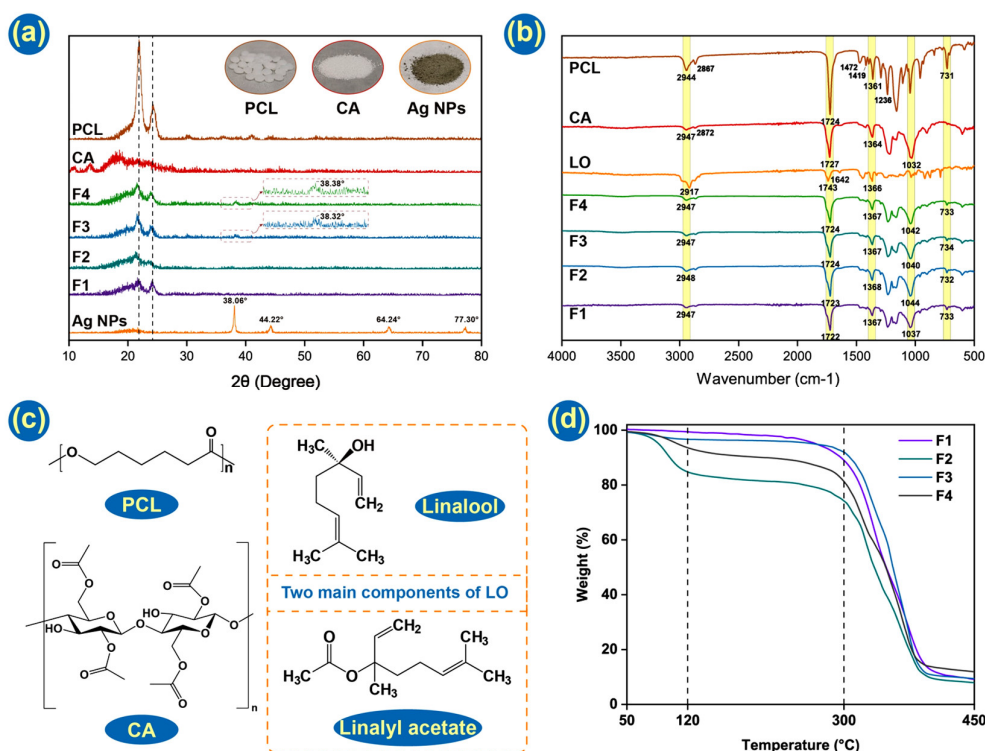 (a)
PCL
CA
Ag NPs
PCL
CA
F4
38.38°
F3
38.32°
F2
F1
Ag NPs
38.06°
44.22°
64.24°
77.30°
10 20 30 40 50 60 70 80
2θ (Degree)
(b)
PCL
2944
2867
1724
1472
1419
1361
1236
731
CA
2947
2872
1727
1364
1032
LO
2917
1743
1642
1366
F4
2947
1724
1367
1042
733
F3
2947
1724
1367
1040
734
F2
2948
1723
1368
1044
732
F1
2947
1722
1367
1037
733
4000 3000 2500 2000 1500 1000 500
Wavenumber (cm-1)
(c)
O
O
n
PCL
O
O
O
O
HO
O
O
HO
O
O
O
O
O
O
O
O
n
CA
H₃C
OH
CH₂
H₃C
CH₃
Linalool
Two main components of LO
O
H₃C
O
CH₂
CH₃
CH₃
CH₃
Linalyl acetate
(d)
100
80
60
40
20
0
Weight (%)
F1
F2
F3
F4
50 120 300 450
Temperature (°C)